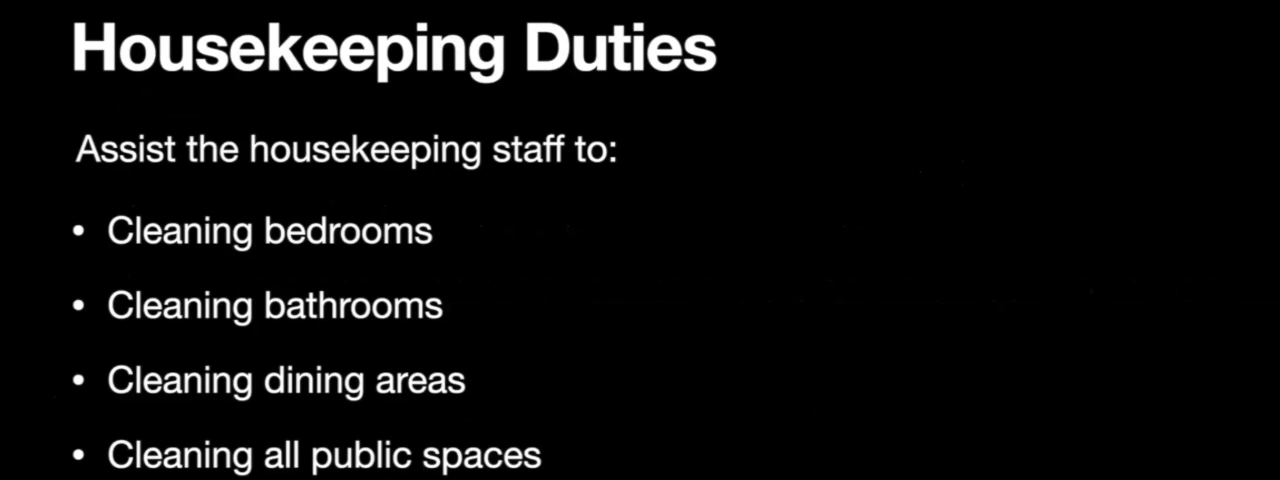 Housekeeping Duties
Assist the housekeeping staff to:
• Cleaning bedrooms
• Cleaning bathrooms
• Cleaning dining areas
• Cleaning all public spaces